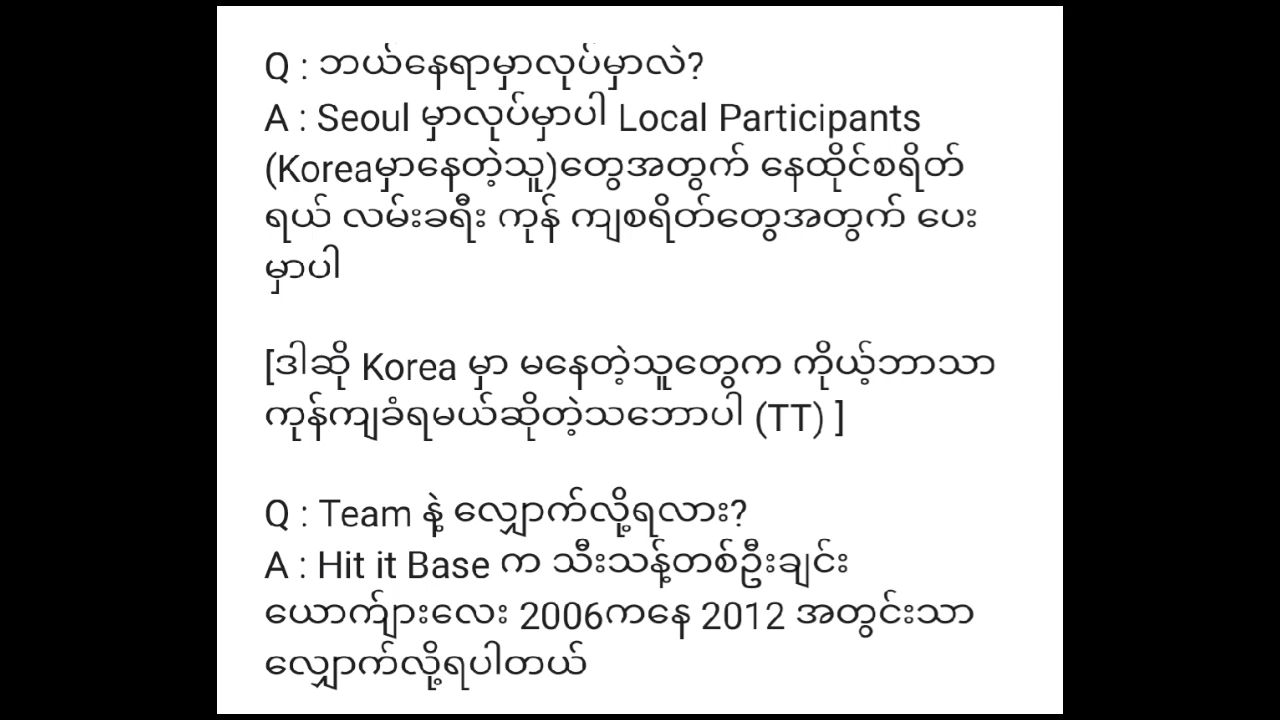 Q : ဘယ်နေရာမှာလုပ်မှာလဲ?
A : Seoul မှာလုပ်မှာပါ Local Participants
(Koreaမှာနေတဲ့သူ)တွေအတွက် နေထိုင်စရိတ်
ရယ် လမ်းခရီး ကုန် ကျစရိတ်တွေအတွက် ပေး
မှာပါ
[ဒါဆို Korea မှာ မနေတဲ့သူတွေက ကိုယ့်ဘာသာ
ကုန်ကျခံရမယ်ဆိုတဲ့သဘောပါ (TT) ]
Q : Team နဲ့ လျှောက်လို့ရလား?
A : Hit it Base က သီးသန့်တစ်ဦးချင်း
ယောက်ျားလေး 2006ကနေ 2012 အတွင်းသာ
လျှောက်လို့ရပါတယ်